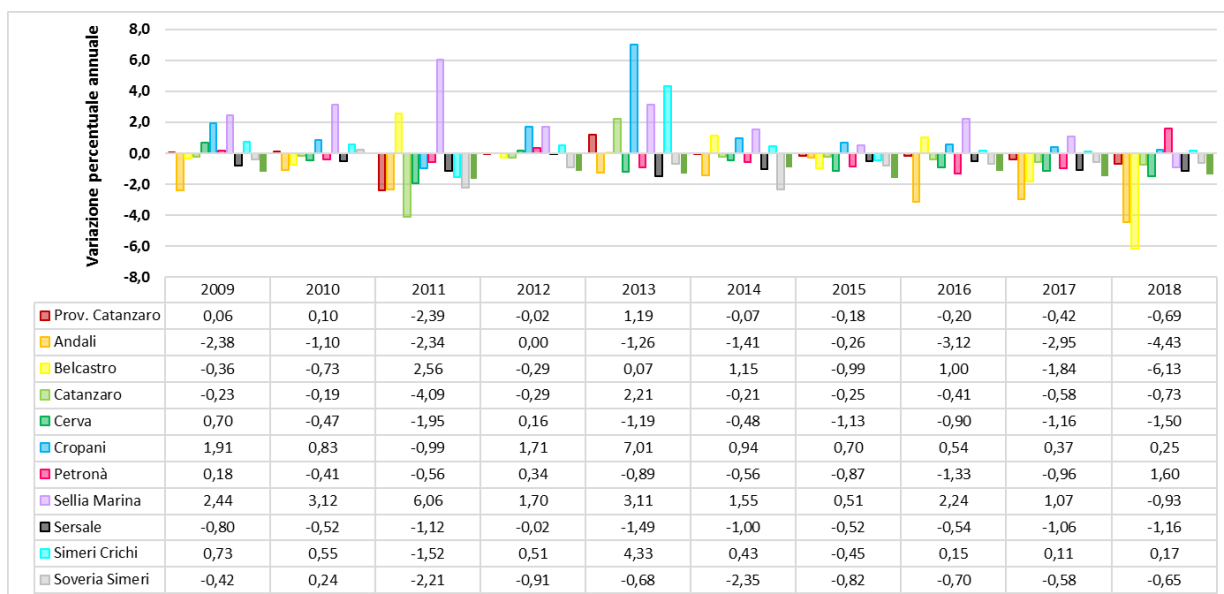 Variazione percentuale annuale
8,0
6,0
4,0
2,0
0,0
-2,0
-4,0
-6,0
-8,0
2009 2010 2011 2012 2013 2014 2015 2016 2017 2018
Prov. Catanzaro 0,06 0,10 -2,39 -0,02 1,19 -0,07 -0,18 -0,20 -0,42 -0,69
Andali -2,38 -1,10 -2,34 0,00 -1,26 -1,41 -0,26 -3,12 -2,95 -4,43
Belcastro -0,36 -0,73 2,56 -0,29 0,07 1,15 -0,99 1,00 -1,84 -6,13
Catanzaro -0,23 -0,19 -4,09 -0,29 2,21 -0,21 -0,25 -0,41 -0,58 -0,73
Cerva 0,70 -0,47 -1,95 0,16 -1,19 -0,48 -1,13 -0,90 -1,16 -1,50
Cropani 1,91 0,83 -0,99 1,71 7,01 0,94 0,70 0,54 0,37 0,25
Petronà 0,18 -0,41 -0,56 0,34 -0,89 -0,56 -0,87 -1,33 -0,96 1,60
Sellia Marina 2,44 3,12 6,06 1,70 3,11 1,55 0,51 2,24 1,07 -0,93
Sersale -0,80 -0,52 -1,12 -0,02 -1,49 -1,00 -0,52 -0,54 -1,06 -1,16
Simeri Crichi 0,73 0,55 -1,52 0,51 4,33 0,43 -0,45 0,15 0,11 0,17
Soveria Simeri -0,42 0,24 -2,21 -0,91 -0,68 -2,35 -0,82 -0,70 -0,58 -0,65